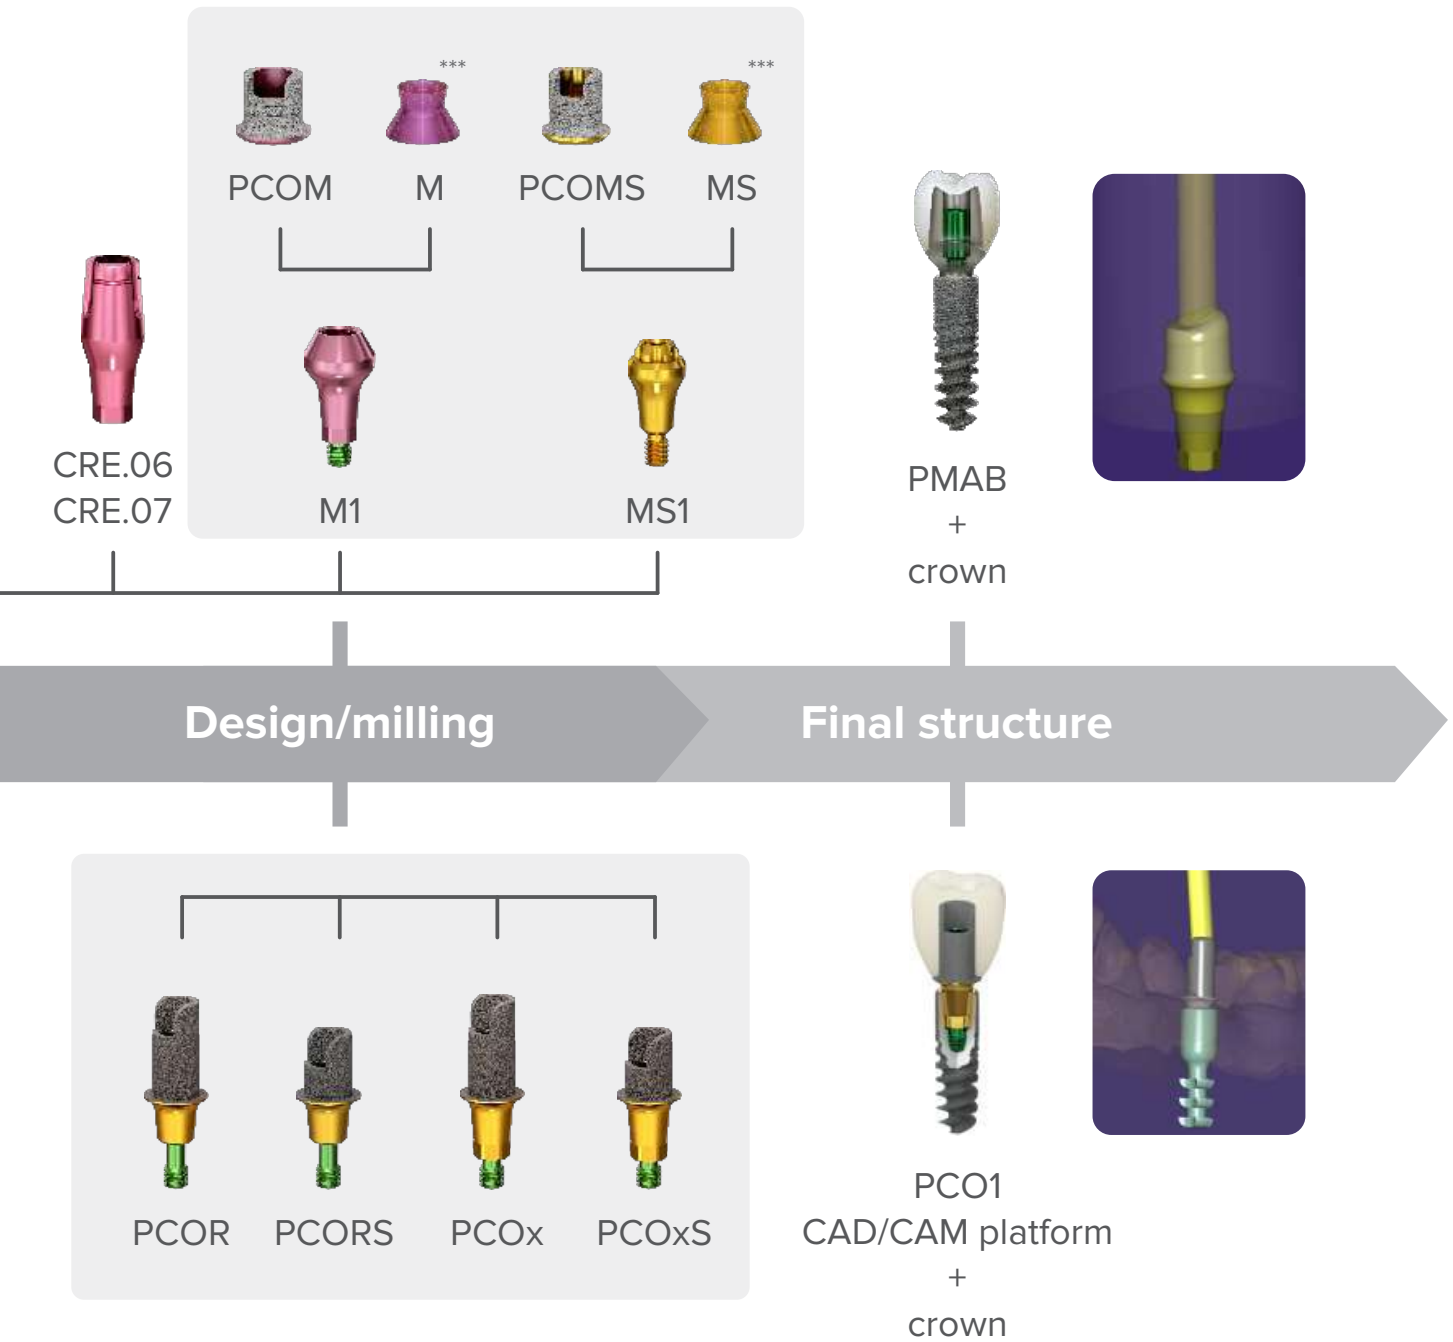 ***
***
PCOM
M
PCOMS
MS
CRE.06
CRE.07
M1
MS1
PMAB
+
crown
Design/milling
Final structure
PCOR
PCORS
PCOx
PCOxS
PCO1
CAD/CAM platform
+
crown